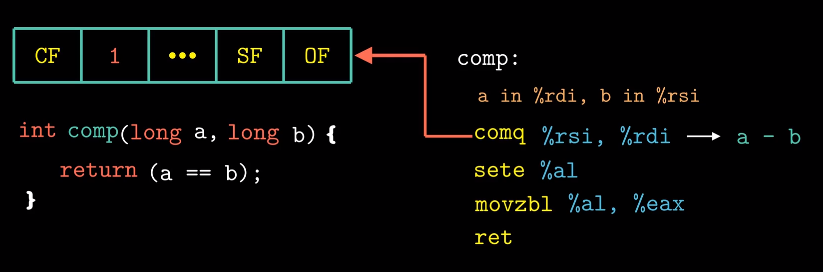 CF 1 ••• SF OF
int comp(long a, long b) {
return (a == b);
}
comp:
a in %rdi, b in %rsi
comq %rsi, %rdi ⟶ a - b
sete %al
movzbl %al, %eax
ret